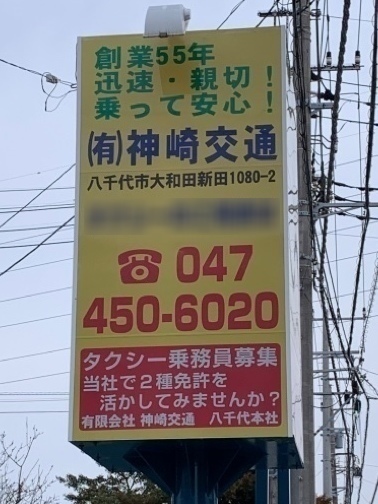 創業55年
迅速・親切！
乗って安心！
㈲神崎交通
八千代市大和田新田1080-2
☎047
450-6020
タクシー乗務員募集
当社で2種免許を
活かしてみませんか？
有限会社 神崎交通 八千代本社